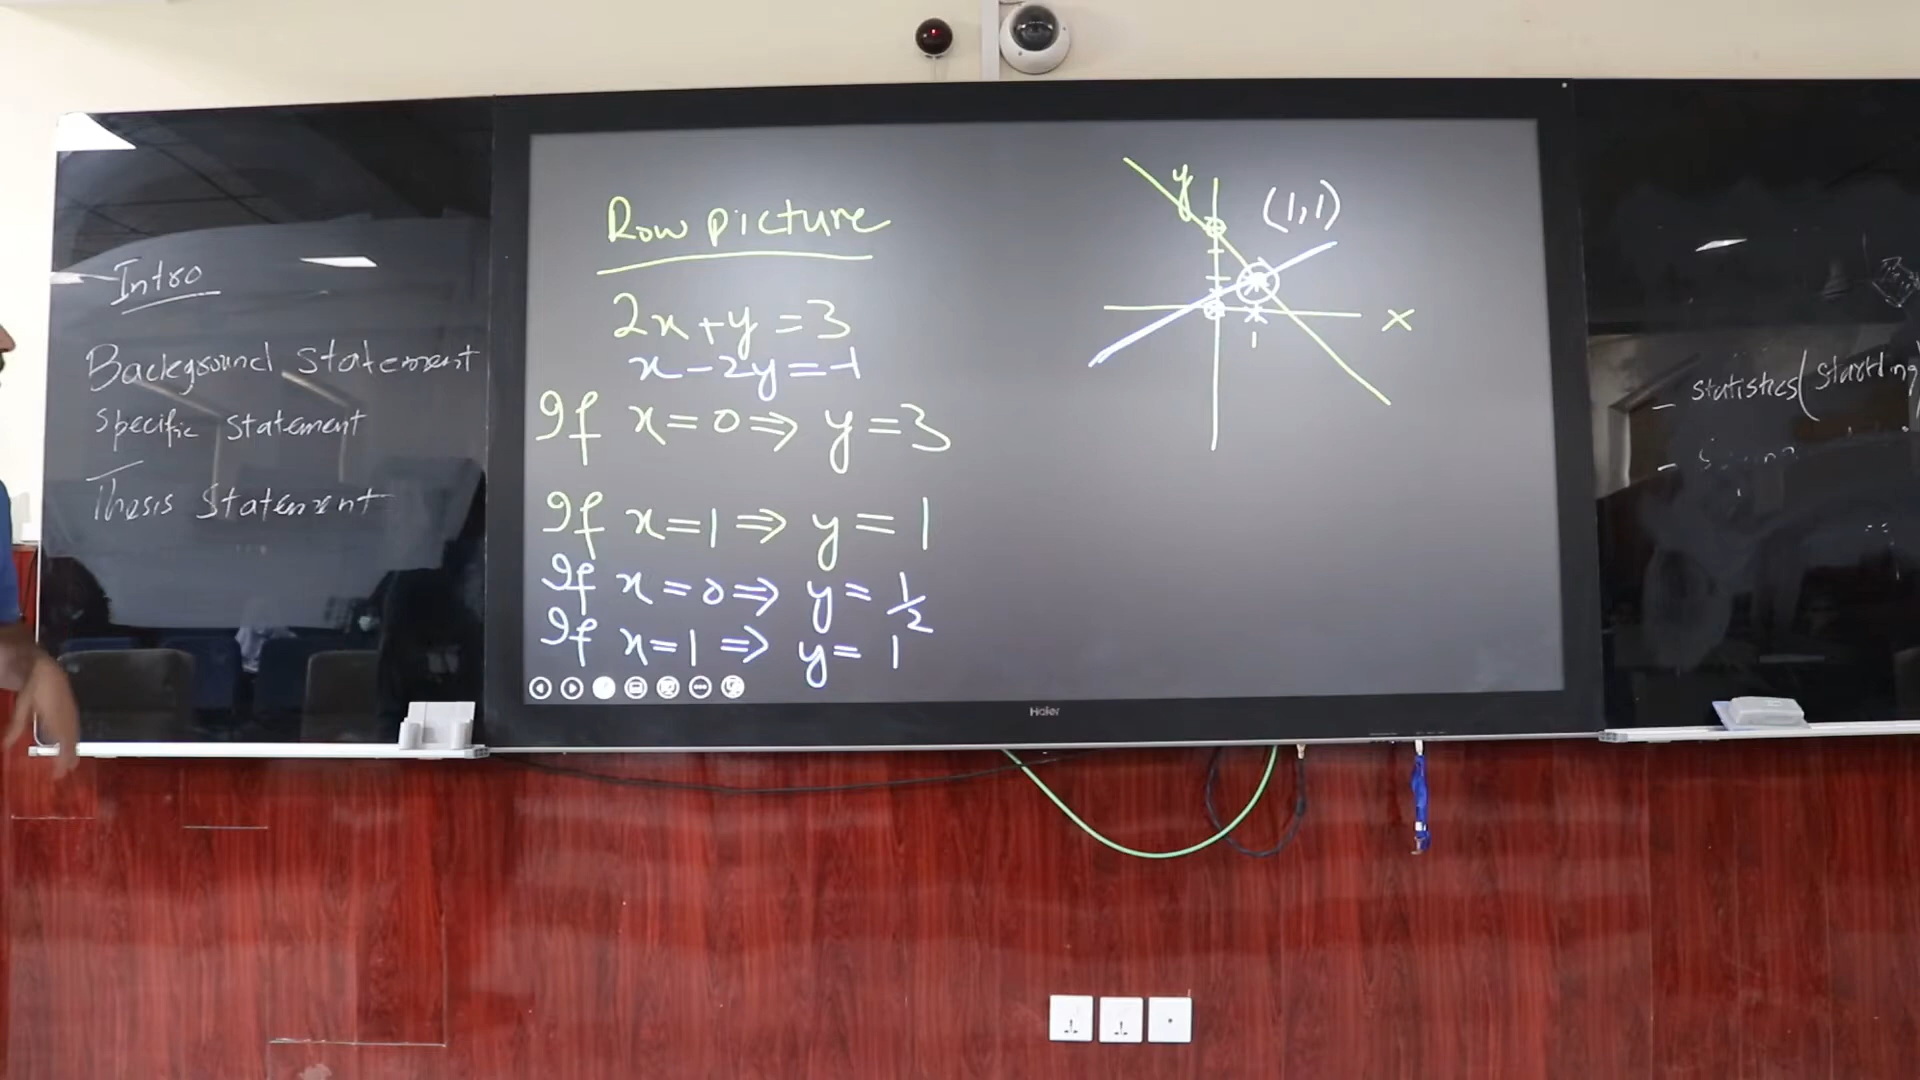 Intro
Background statement
specific statement
Thesis statement
Row picture
2x+y=3
x-2y=-1
If x=0⇒ y=3
If x=1⇒ y=1
If x=0⇒ y=1/2
If x=1⇒ y=1
y
(1,1)
x
1
Haier
- statistics(startling
-